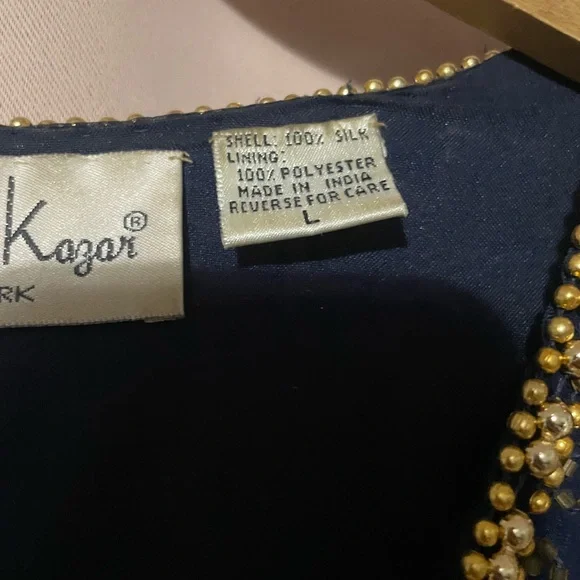 Kazar®
RK
SHELL: 100% SILK
LINING:
100% POLYESTER
MADE IN INDIA
REVERSE FOR CARE
L